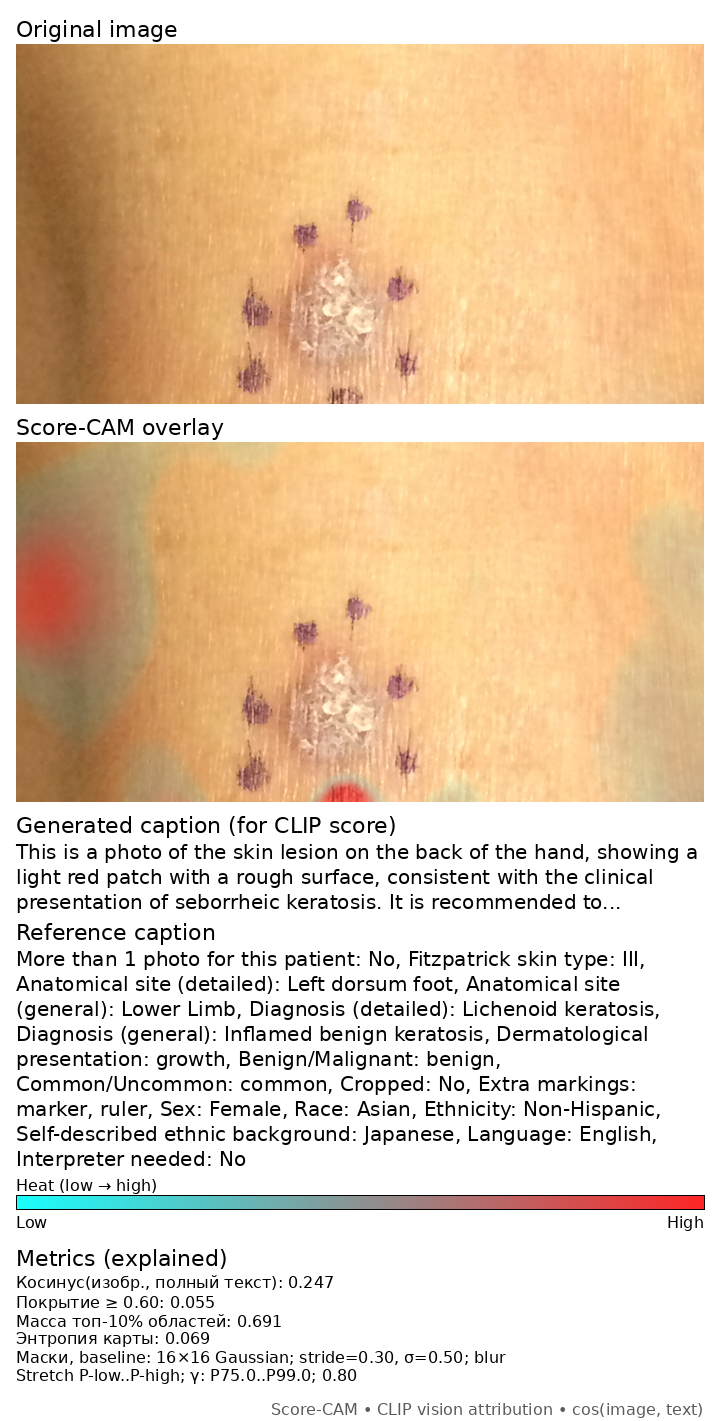 Original image
Score-CAM overlay
Generated caption (for CLIP score)
This is a photo of the skin lesion on the back of the hand, showing a
light red patch with a rough surface, consistent with the clinical
presentation of seborrheic keratosis. It is recommended to...
Reference caption
More than 1 photo for this patient: No, Fitzpatrick skin type: III,
Anatomical site (detailed): Left dorsum foot, Anatomical site
(general): Lower Limb, Diagnosis (detailed): Lichenoid keratosis,
Diagnosis (general): Inflamed benign keratosis, Dermatological
presentation: growth, Benign/Malignant: benign,
Common/Uncommon: common, Cropped: No, Extra markings:
marker, ruler, Sex: Female, Race: Asian, Ethnicity: Non-Hispanic,
Self-described ethnic background: Japanese, Language: English,
Interpreter needed: No
Heat (low → high)
Low High
Metrics (explained)
Косинус(изобр., полный текст): 0.247
Покрытие ≥ 0.60: 0.055
Масса топ-10% областей: 0.691
Энтропия карты: 0.069
Маски, baseline: 16×16 Gaussian; stride=0.30, σ=0.50; blur
Stretch P-low..P-high; γ: P75.0..P99.0; 0.80
Score-CAM • CLIP vision attribution • cos(image, text)